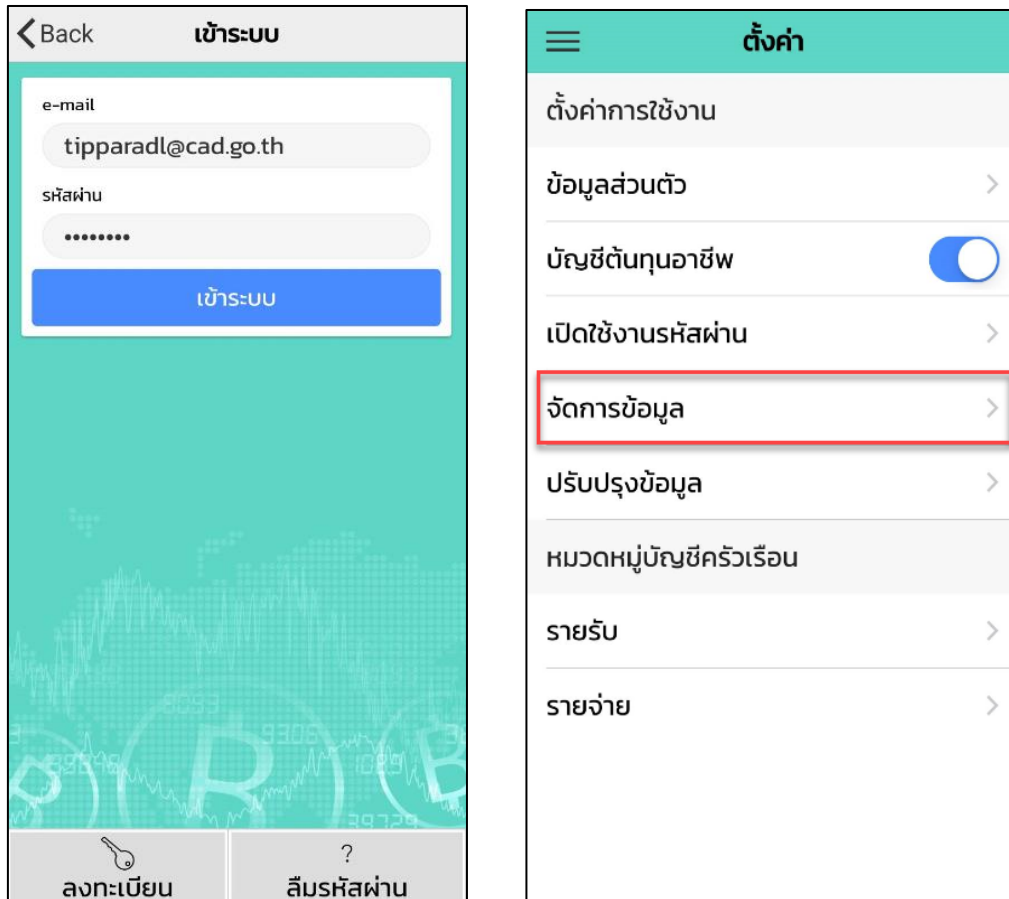 Back
เข้าระบบ
e-mail
tipparadl@cad.go.th
รหัสผ่าน
••••••••
เข้าระบบ
ลงทะเบียน
?
ลืมรหัสผ่าน
ตั้งค่า
ตั้งค่าการใช้งาน
ข้อมูลส่วนตัว
บัญชีต้นทุนอาชีพ
เปิดใช้งานรหัสผ่าน
จัดการข้อมูล
ปรับปรุงข้อมูล
หมวดหมู่บัญชีครัวเรือน
รายรับ
รายจ่าย